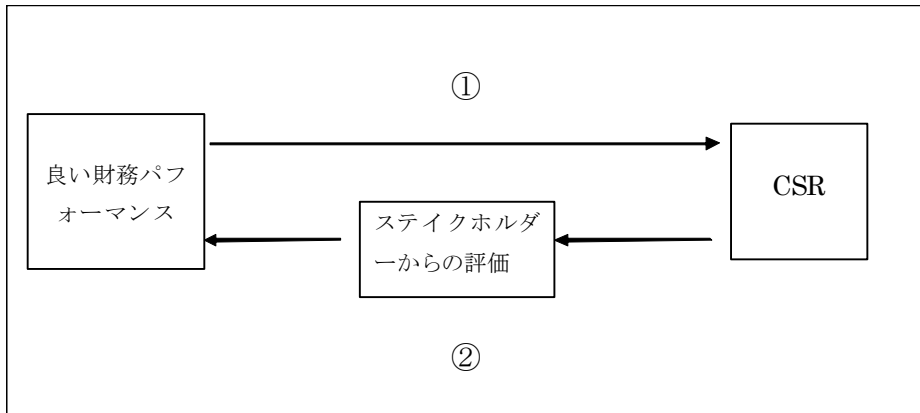 ①
良い財務パフ
ォーマンス
CSR
ステイクホルダ
ーからの評価
②